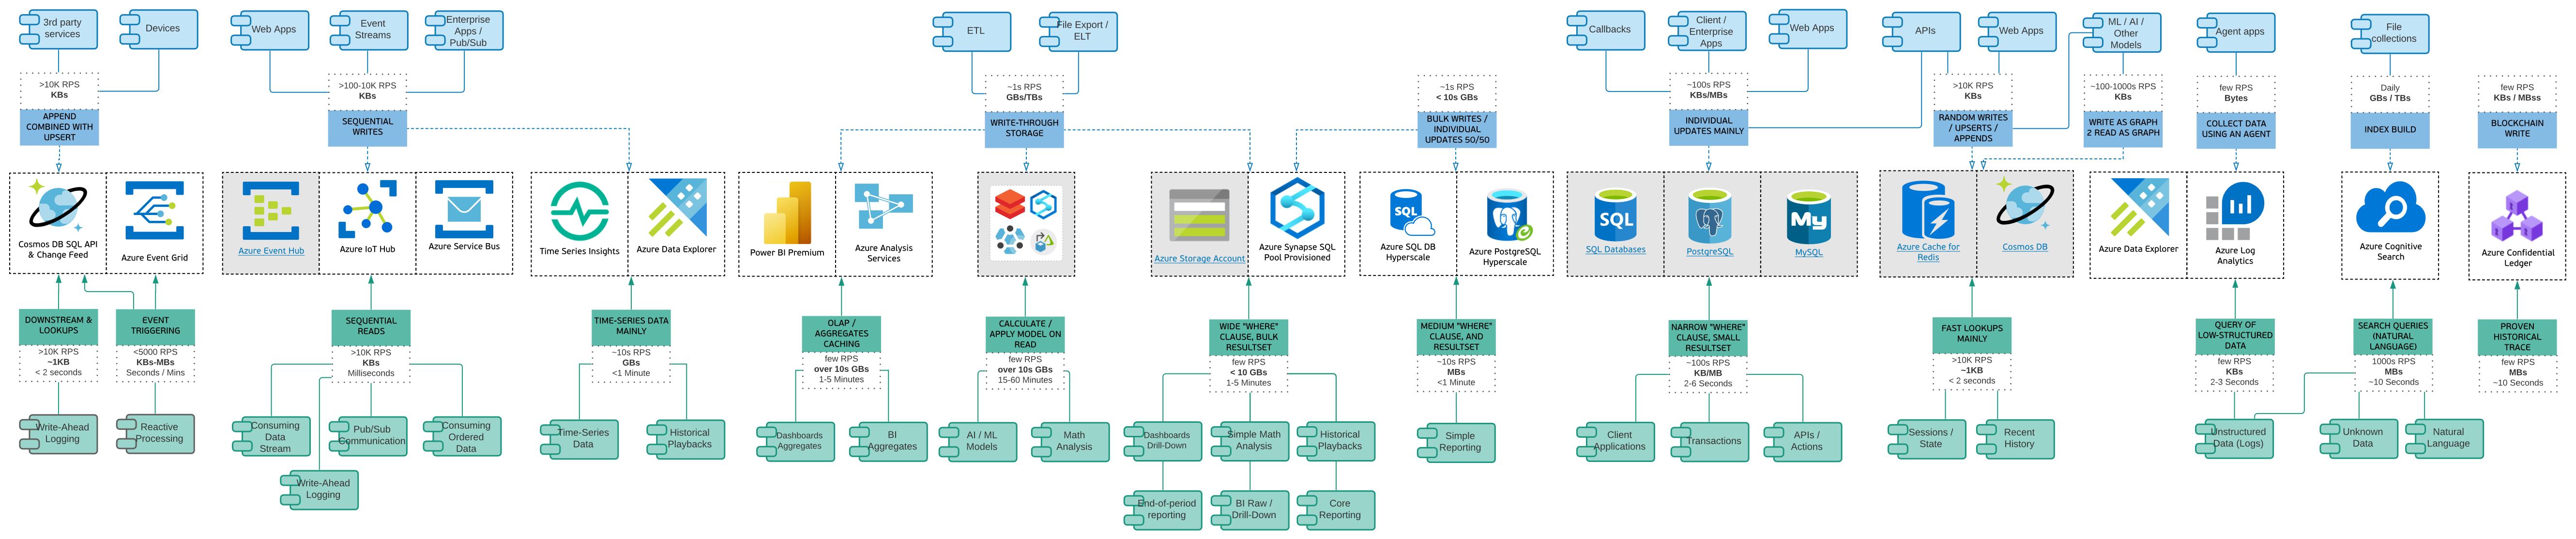 3rd party
services
Devices
Web Apps
Event
Streams
Enterprise
Apps /
Pub/Sub
ETL
File Export /
ELT
Callbacks
Client /
Enterprise
Apps
Web Apps
APIs
Web Apps
ML / AI /
Other
Models
Agent apps
File
collections
>10K RPS
KBs
>100-10K RPS
KBs
~1s RPS
GBs/TBs
~1s RPS
< 10s GBs
~100s RPS
KBs/MBs
>10K RPS
KBs
~100-1000s RPS
KBs
few RPS
Bytes
Daily
GBs / TBs
few RPS
KBs / MBss
APPEND
COMBINED WITH
UPSERT
SEQUENTIAL
WRITES
WRITE-THROUGH
STORAGE
BULK WRITES /
INDIVIDUAL
UPDATES 50/50
INDIVIDUAL
UPDATES MAINLY
RANDOM WRITES
/ UPSERTS /
APPENDS
WRITE AS GRAPH
2 READ AS GRAPH
COLLECT DATA
USING AN AGENT
INDEX BUILD
BLOCKCHAIN
WRITE
Cosmos DB SQL API
& Change Feed
Azure Event Grid
Azure Event Hub
Azure IoT Hub
Azure Service Bus
Time Series Insights
Azure Data Explorer
Power BI Premium
Azure Analysis
Services
Azure Storage Account
Azure Synapse SQL
Pool Provisioned
SQL
Azure SQL DB
Hyperscale
Azure PostgreSQL
Hyperscale
SQL
SQL Databases
PostgreSQL
My
MySQL
Azure Cache for
Redis
Cosmos DB
Azure Data Explorer
Azure Log
Analytics
Azure Cognitive
Search
Azure Confidential
Ledger
DOWNSTREAM &
LOOKUPS
>10K RPS
~1KB
< 2 seconds
EVENT
TRIGGERING
<5000 RPS
KBs-MBs
Seconds / Mins
SEQUENTIAL
READS
>10K RPS
KBs
Milliseconds
TIME-SERIES DATA
MAINLY
~10s RPS
GBs
<1 Minute
OLAP /
AGGREGATES
CACHING
few RPS
over 10s GBs
1-5 Minutes
CALCULATE /
APPLY MODEL ON
READ
few RPS
over 10s GBs
15-60 Minutes
WIDE "WHERE"
CLAUSE, BULK
RESULTSET
few RPS
< 10 GBs
1-5 Minutes
MEDIUM "WHERE"
CLAUSE, AND
RESULTSET
~10s RPS
MBs
<1 Minute
NARROW "WHERE"
CLAUSE, SMALL
RESULTSET
~100s RPS
KB/MB
2-6 Seconds
FAST LOOKUPS
MAINLY
>10K RPS
~1KB
< 2 seconds
QUERY OF
LOW-STRUCTURED
DATA
few RPS
KBs
2-3 Seconds
SEARCH QUERIES
(NATURAL
LANGUAGE)
1000s RPS
MBs
~10 Seconds
PROVEN
HISTORICAL
TRACE
few RPS
MBs
~10 Seconds
Write-Ahead
Logging
Reactive
Processing
Consuming
Data
Stream
Pub/Sub
Communication
Consuming
Ordered
Data
Time-Series
Data
Historical
Playbacks
Dashboards
Aggregates
BI
Aggregates
AI / ML
Models
Math
Analysis
Dashboards
Drill-Down
Simple Math
Analysis
Historical
Playbacks
Simple
Reporting
Client
Applications
Transactions
APIs /
Actions
Sessions /
State
Recent
History
Unstructured
Data (Logs)
Unknown
Data
Natural
Language
Write-Ahead
Logging
End-of-period
reporting
BI Raw /
Drill-Down
Core
Reporting